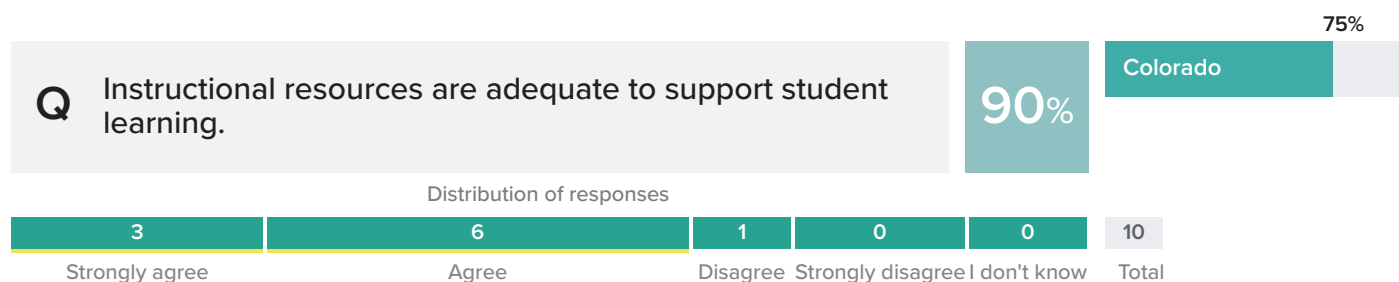 75%
Q Instructional resources are adequate to support student
learning.
90%
Colorado
Distribution of responses
3 6 1 0 0 10
Strongly agree Agree Disagree Strongly disagree I don't know Total